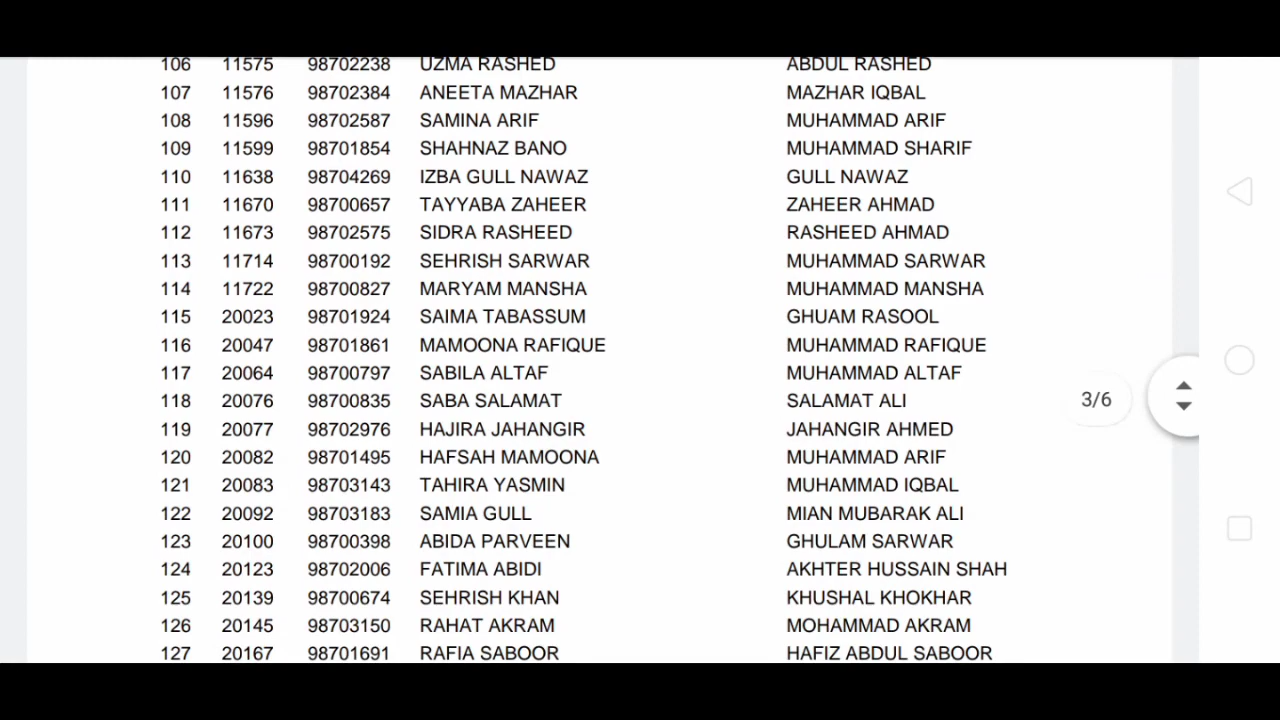 106 11575 98702238 UZMA RASHED ABDUL RASHED
107 11576 98702384 ANEETA MAZHAR MAZHAR IQBAL
108 11596 98702587 SAMINA ARIF MUHAMMAD ARIF
109 11599 98701854 SHAHNAZ BANO MUHAMMAD SHARIF
110 11638 98704269 IZBA GULL NAWAZ GULL NAWAZ
111 11670 98700657 TAYYABA ZAHEER ZAHEER AHMAD
112 11673 98702575 SIDRA RASHEED RASHEED AHMAD
113 11714 98700192 SEHRISH SARWAR MUHAMMAD SARWAR
114 11722 98700827 MARYAM MANSHA MUHAMMAD MANSHA
115 20023 98701924 SAIMA TABASSUM GHUAM RASOOL
116 20047 98701861 MAMOONA RAFIQUE MUHAMMAD RAFIQUE
117 20064 98700797 SABILA ALTAF MUHAMMAD ALTAF
118 20076 98700835 SABA SALAMAT SALAMAT ALI
119 20077 98702976 HAJIRA JAHANGIR JAHANGIR AHMED
3/6
120 20082 98701495 HAFSAH MAMOONA MUHAMMAD ARIF
121 20083 98703143 TAHIRA YASMIN MUHAMMAD IQBAL
122 20092 98703183 SAMIA GULL MIAN MUBARAK ALI
123 20100 98700398 ABIDA PARVEEN GHULAM SARWAR
124 20123 98702006 FATIMA ABIDI AKHTER HUSSAIN SHAH
125 20139 98700674 SEHRISH KHAN KHUSHAL KHOKHAR
126 20145 98703150 RAHAT AKRAM MOHAMMAD AKRAM
127 20167 98701691 RAFIA SABOOR HAFIZ ABDUL SABOOR